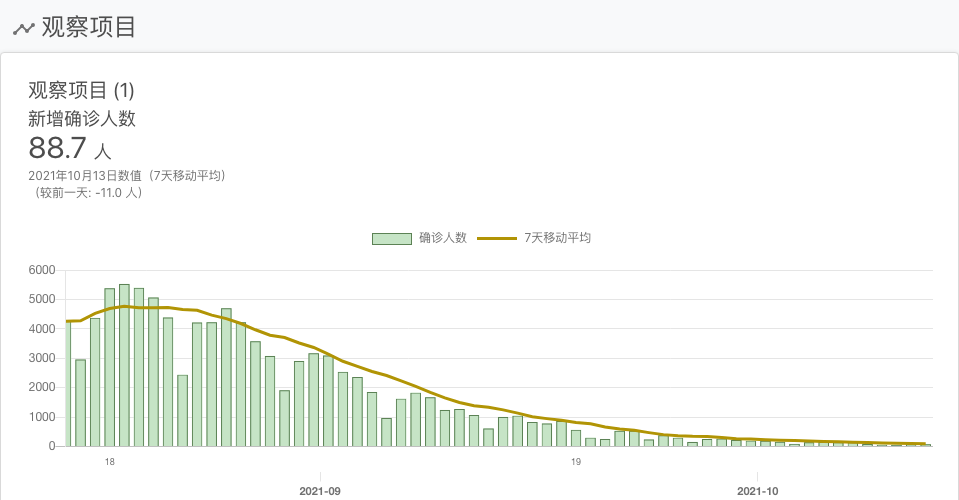 观察项目
观察项目 (1)
新增确诊人数
88.7 人
2021年10月13日数值（7天移动平均）
（较前一天: -11.0 人）
确诊人数 7天移动平均
6000
5000
4000
3000
2000
1000
0
18 19
2021-09 2021-10